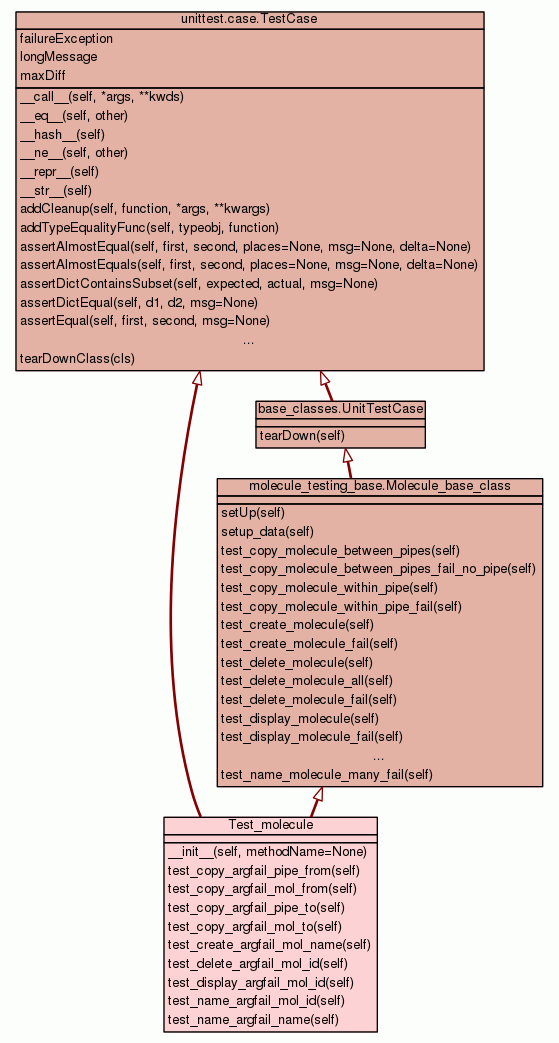 unittest.case.TestCase
failureException
longMessage
maxDiff
__call__(self, *args, **kwds)
__eq__(self, other)
__hash__(self)
__ne__(self, other)
__repr__(self)
__str__(self)
addCleanup(self, function, *args, **kwargs)
addTypeEqualityFunc(self, typeobj, function)
assertAlmostEqual(self, first, second, places=None, msg=None, delta=None)
assertAlmostEquals(self, first, second, places=None, msg=None, delta=None)
assertDictContainsSubset(self, expected, actual, msg=None)
assertDictEqual(self, d1, d2, msg=None)
assertEqual(self, first, second, msg=None)
...
tearDownClass(cls)
base_classes.UnitTestCase
tearDown(self)
molecule_testing_base.Molecule_base_class
setUp(self)
setup_data(self)
test_copy_molecule_between_pipes(self)
test_copy_molecule_between_pipes_fail_no_pipe(self)
test_copy_molecule_within_pipe(self)
test_copy_molecule_within_pipe_fail(self)
test_create_molecule(self)
test_create_molecule_fail(self)
test_delete_molecule(self)
test_delete_molecule_all(self)
test_delete_molecule_fail(self)
test_display_molecule(self)
test_display_molecule_fail(self)
...
test_name_molecule_many_fail(self)
Test_molecule
__init__(self, methodName=None)
test_copy_argfail_pipe_from(self)
test_copy_argfail_mol_from(self)
test_copy_argfail_pipe_to(self)
test_copy_argfail_mol_to(self)
test_create_argfail_mol_name(self)
test_delete_argfail_mol_id(self)
test_display_argfail_mol_id(self)
test_name_argfail_mol_id(self)
test_name_argfail_name(self)